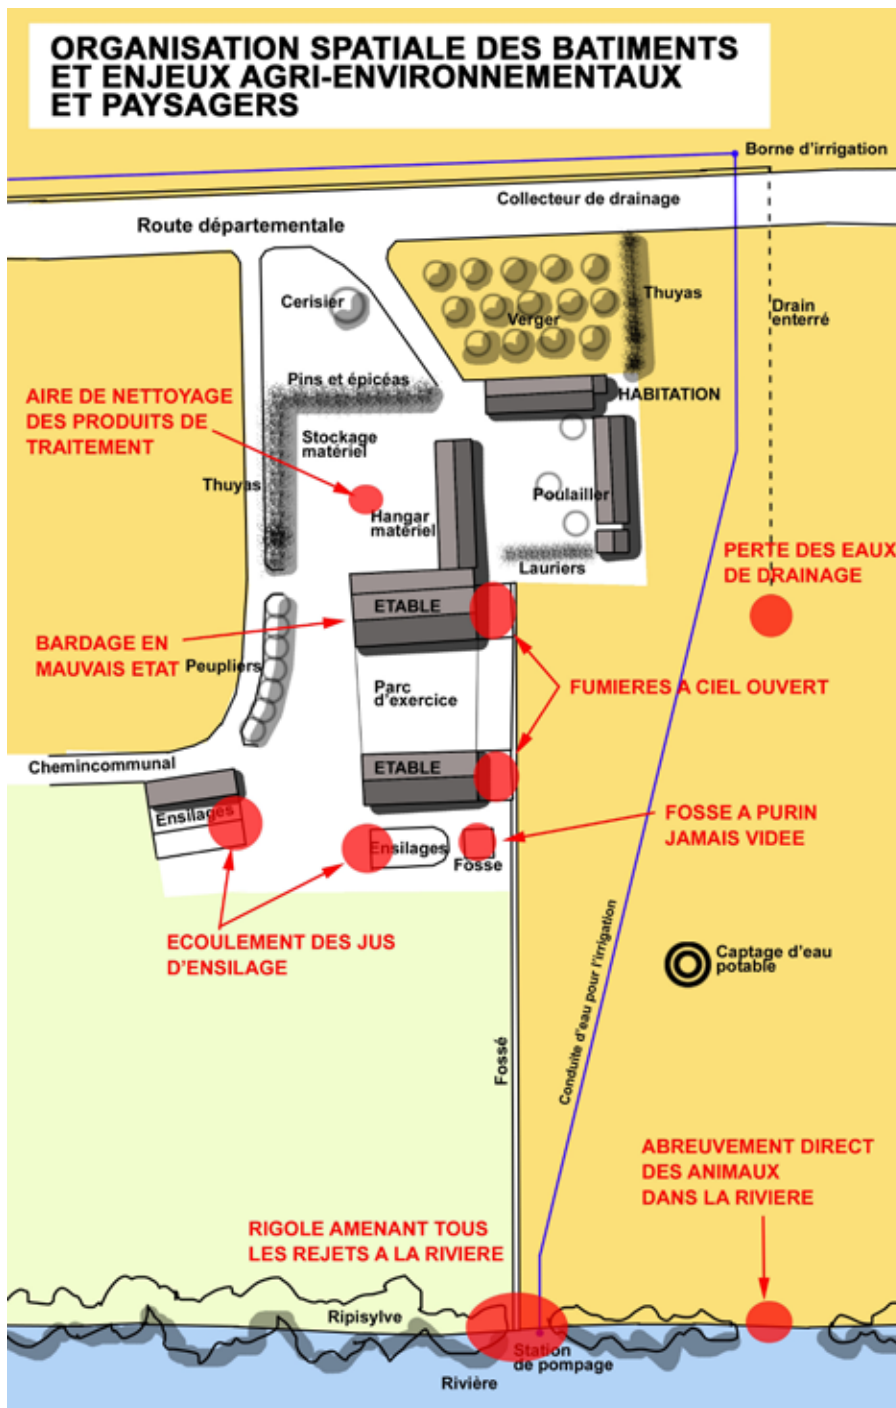 ORGANISATION SPATIALE DES BATIMENTS
ET ENJEUX AGRI-ENVIRONNEMENTAUX
ET PAYSAGERS
Borne d'irrigation
Collecteur de drainage
Route départementale
Cerisier
Verger
Thuyas
Drain
enterré
Pins et épicéas
HABITATION
AIRE DE NETTOYAGE
DES PRODUITS DE
TRAITEMENT
Stockage
matériel
Thuyas
Hangar
matériel
Poulailler
Lauriers
PERTE DES EAUX
DE DRAINAGE
ETABLE
BARDAGE EN
MAUVAIS ETAT
Peupliers
Parc
d'exercice
FUMIERES A CIEL OUVERT
Chemincommunal
ETABLE
Ensilages
FOSSE A PURIN
JAMAIS VIDEE
Ensilages
Fosse
ECOULEMENT DES JUS
D'ENSILAGE
Captage d'eau
potable
Conduite d'eau pour l'irrigation
Fossé
ABREUVEMENT DIRECT
DES ANIMAUX
DANS LA RIVIERE
RIGOLE AMENANT TOUS
LES REJETS A LA RIVIERE
Ripisylve
Station
de pompage
Rivière